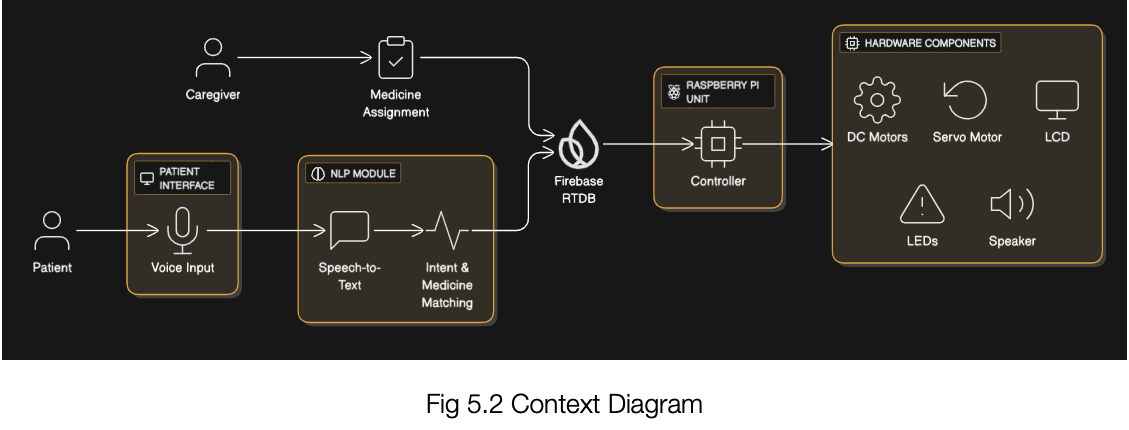 Caregiver
Medicine
Assignment
PATIENT
INTERFACE
Patient
Voice Input
NLP MODULE
Speech-to-
Text
Intent &
Medicine
Matching
Firebase
RTDB
RASPBERRY PI
UNIT
Controller
HARDWARE COMPONENTS
DC Motors
Servo Motor
LCD
LEDs
Speaker
Fig 5.2 Context Diagram